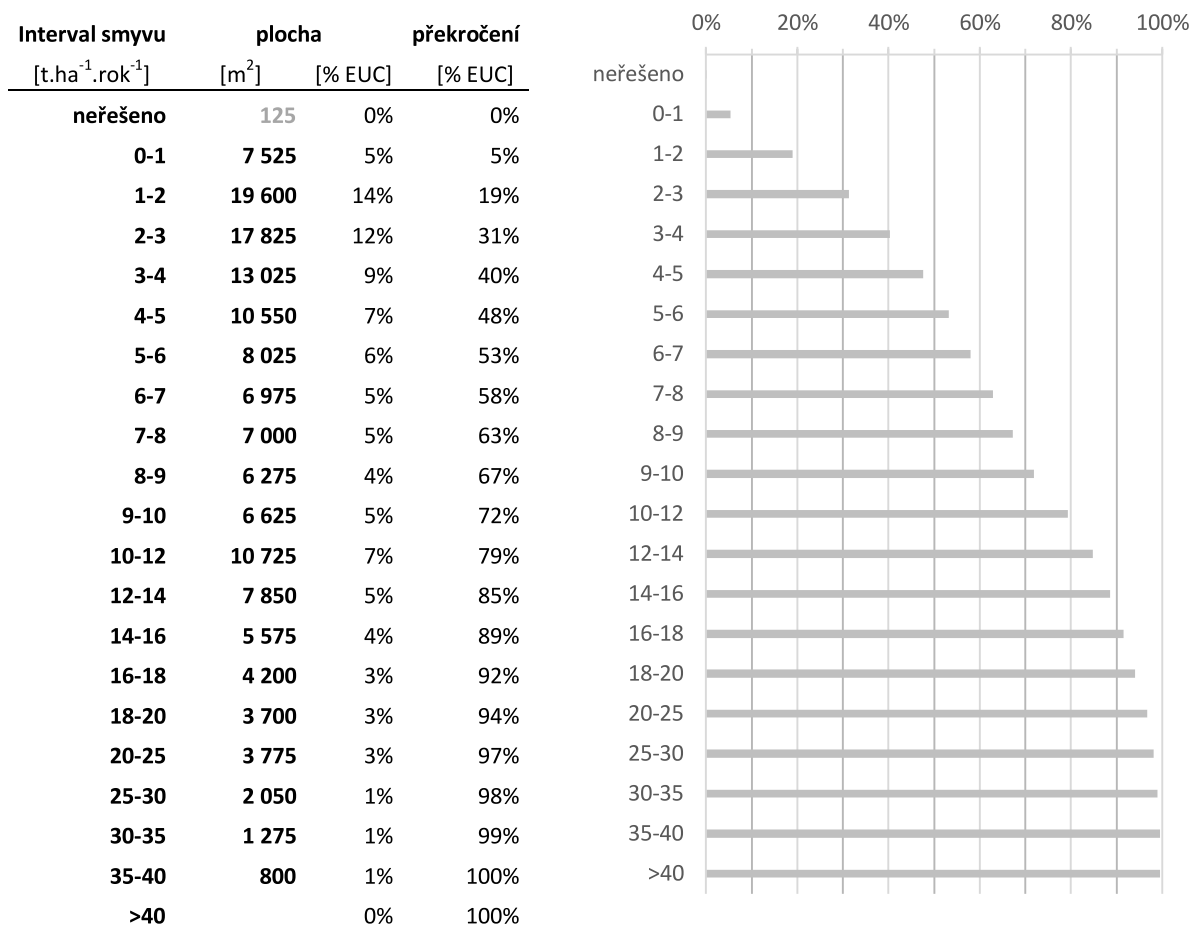 Interval smyvu plocha překročení
[t.ha⁻¹.rok⁻¹] [m²] [% EUC] [% EUC]
neřešeno 125 0% 0%
0-1 7 525 5% 5%
1-2 19 600 14% 19%
2-3 17 825 12% 31%
3-4 13 025 9% 40%
4-5 10 550 7% 48%
5-6 8 025 6% 53%
6-7 6 975 5% 58%
7-8 7 000 5% 63%
8-9 6 275 4% 67%
9-10 6 625 5% 72%
10-12 10 725 7% 79%
12-14 7 850 5% 85%
14-16 5 575 4% 89%
16-18 4 200 3% 92%
18-20 3 700 3% 94%
20-25 3 775 3% 97%
25-30 2 050 1% 98%
30-35 1 275 1% 99%
35-40 800 1% 100%
>40 0% 100%
0% 20% 40% 60% 80% 100%
neřešeno
0-1
1-2
2-3
3-4
4-5
5-6
6-7
7-8
8-9
9-10
10-12
12-14
14-16
16-18
18-20
20-25
25-30
30-35
35-40
>40